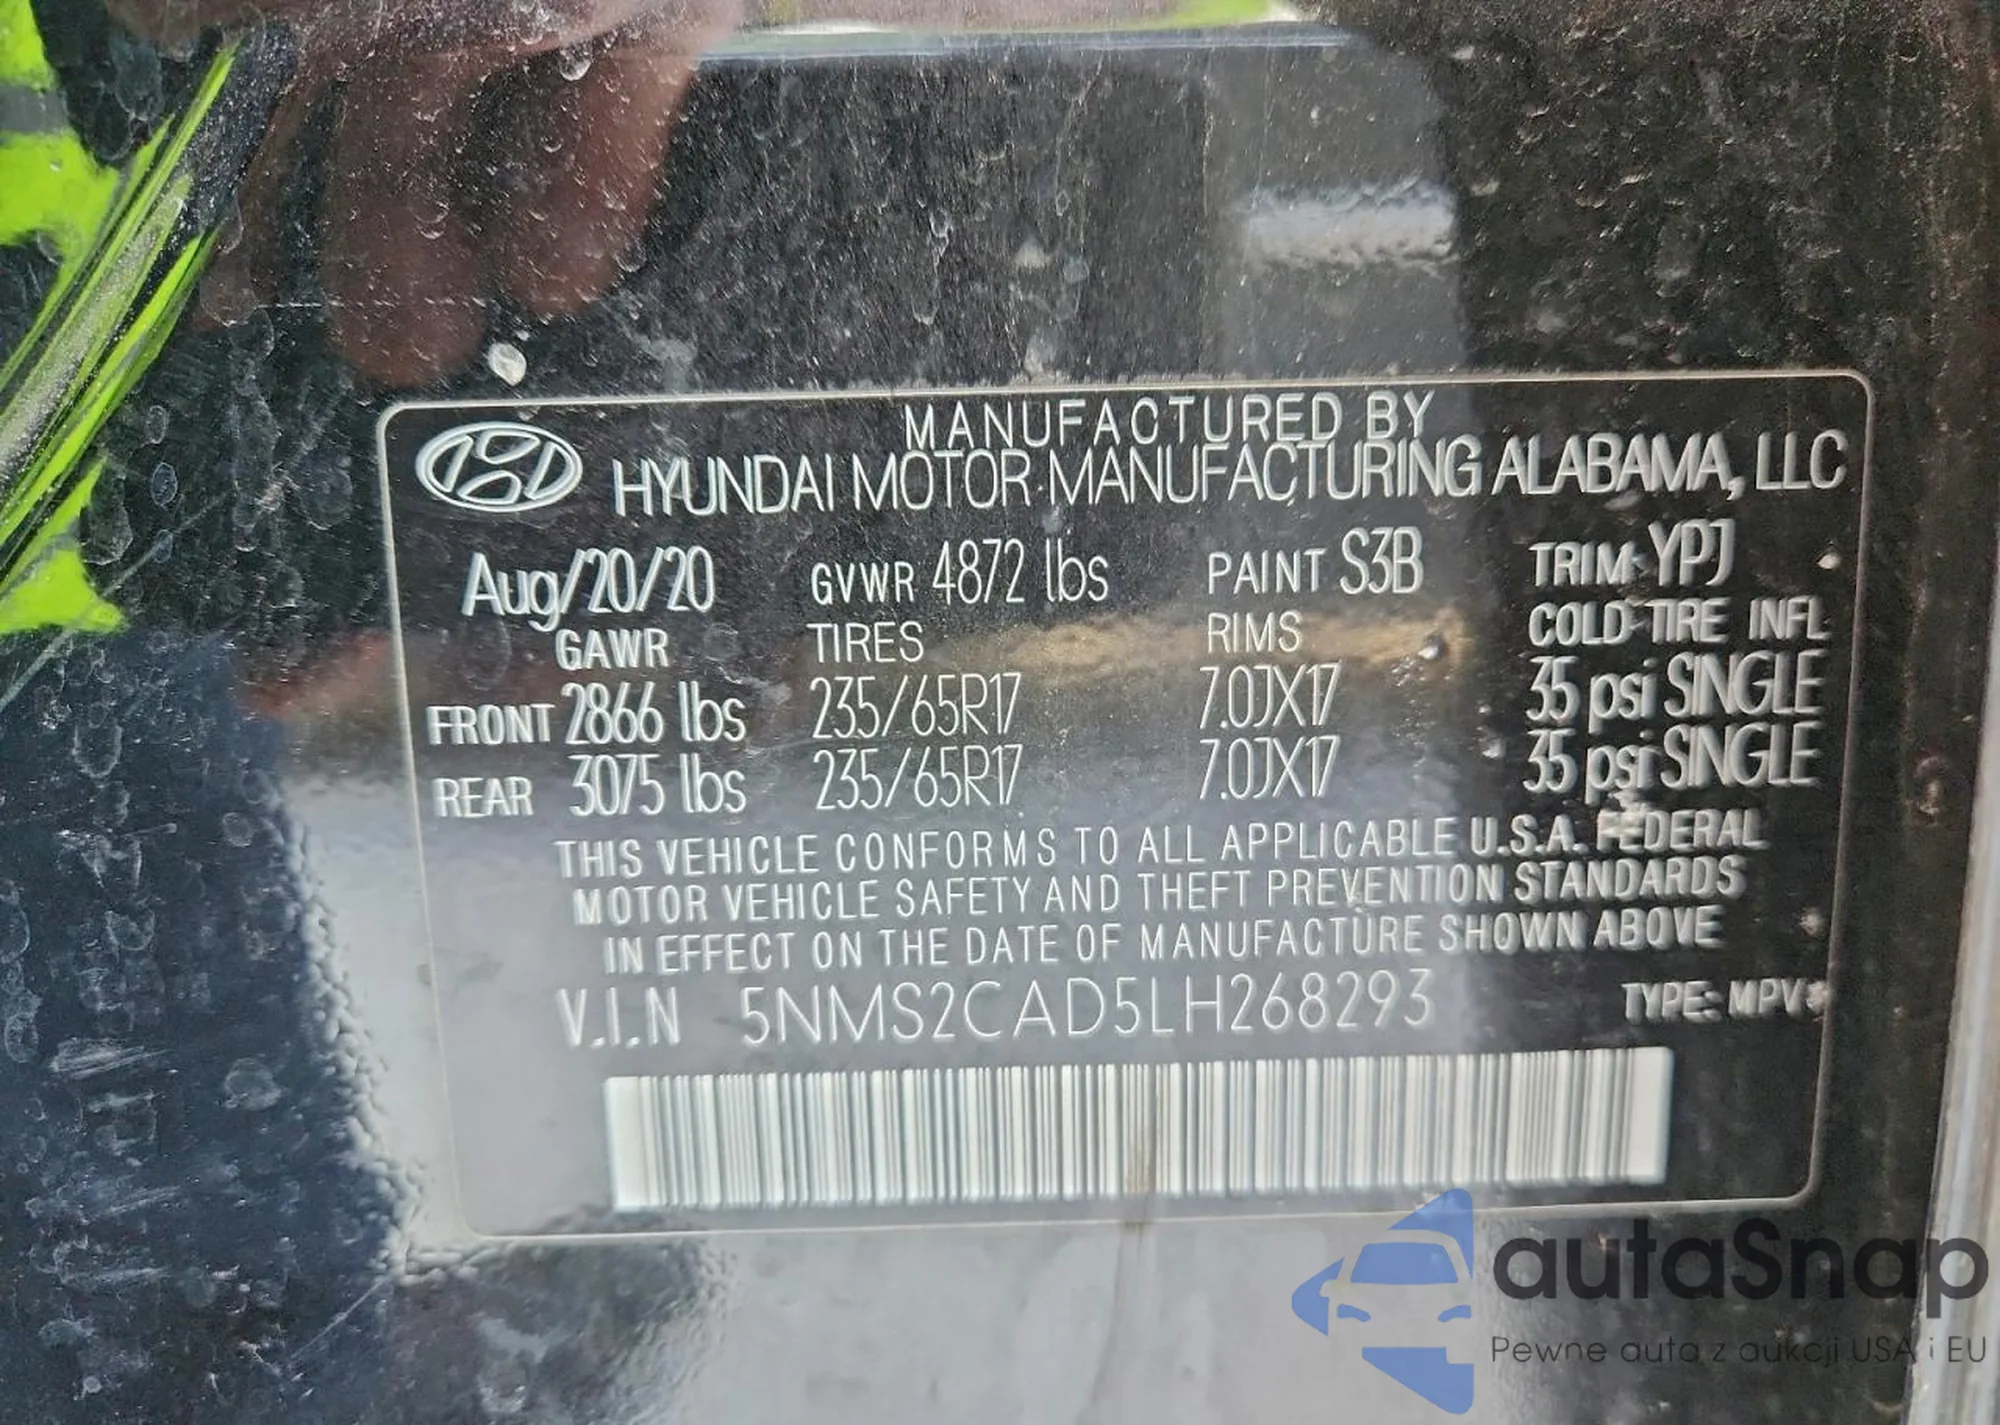 MANUFACTURED BY
HYUNDAI MOTOR MANUFACTURING ALABAMA, LLC
Aug/20/20 GVWR 4872 lbs PAINT S3B TRIM YPJ
GAWR TIRES RIMS COLD TIRE INFL
FRONT 2866 lbs 235/65R17 7.0JX17 35 psi SINGLE
REAR 3075 lbs 235/65R17 7.0JX17 35 psi SINGLE
THIS VEHICLE CONFORMS TO ALL APPLICABLE U.S.A. FEDERAL
MOTOR VEHICLE SAFETY AND THEFT PREVENTION STANDARDS
IN EFFECT ON THE DATE OF MANUFACTURE SHOWN ABOVE
V.I.N 5NMS2CAD5LH268293 TYPE: MPV
autaSnap
Pewne auta z aukcji USA i EU